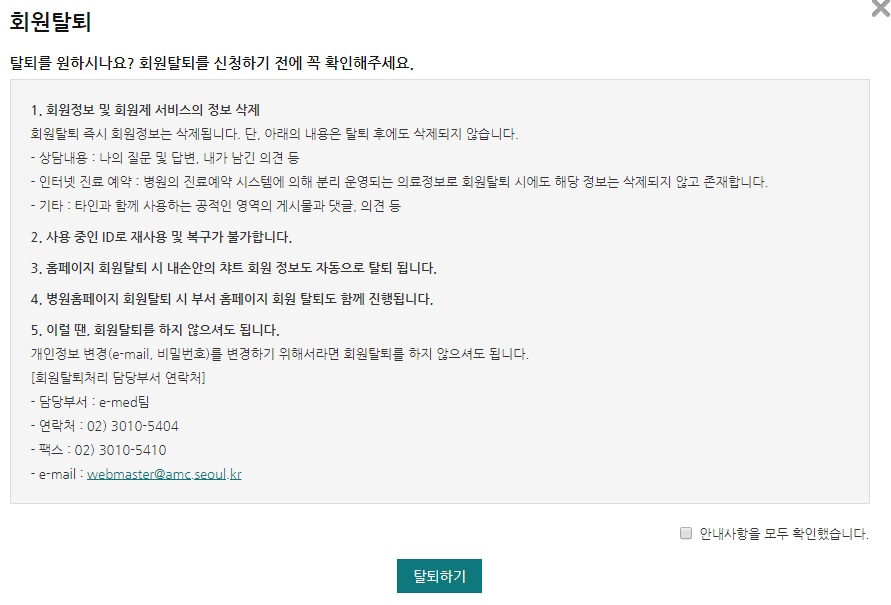 회원탈퇴
탈퇴를 원하시나요? 회원탈퇴를 신청하기 전에 꼭 확인해주세요.
1. 회원정보 및 회원제 서비스의 정보 삭제
회원탈퇴 즉시 회원정보는 삭제됩니다. 단, 아래의 내용은 탈퇴 후에도 삭제되지 않습니다.
- 상담내용 : 나의 질문 및 답변, 내가 남긴 의견 등
- 인터넷 진료 예약 : 병원의 진료예약 시스템에 의해 분리 운영되는 의료정보로 회원탈퇴 시에도 해당 정보는 삭제되지 않고 존재합니다.
- 기타 : 타인과 함께 사용하는 공적인 영역의 게시물과 댓글, 의견 등
2. 사용 중인 ID로 재사용 및 복구가 불가합니다.
3. 홈페이지 회원탈퇴 시 내손안의 챠트 회원 정보도 자동으로 탈퇴 됩니다.
4. 병원홈페이지 회원탈퇴 시 부서 홈페이지 회원 탈퇴도 함께 진행됩니다.
5. 이럴 땐, 회원탈퇴를 하지 않으셔도 됩니다.
개인정보 변경(e-mail, 비밀번호)를 변경하기 위해서라면 회원탈퇴를 하지 않으셔도 됩니다.
[회원탈퇴처리 담당부서 연락처]
- 담당부서 : e-med팀
- 연락처 : 02) 3010-5404
- 팩스 : 02) 3010-5410
- e-mail : webmaster@amc.seoul.kr
안내사항을 모두 확인했습니다.
탈퇴하기